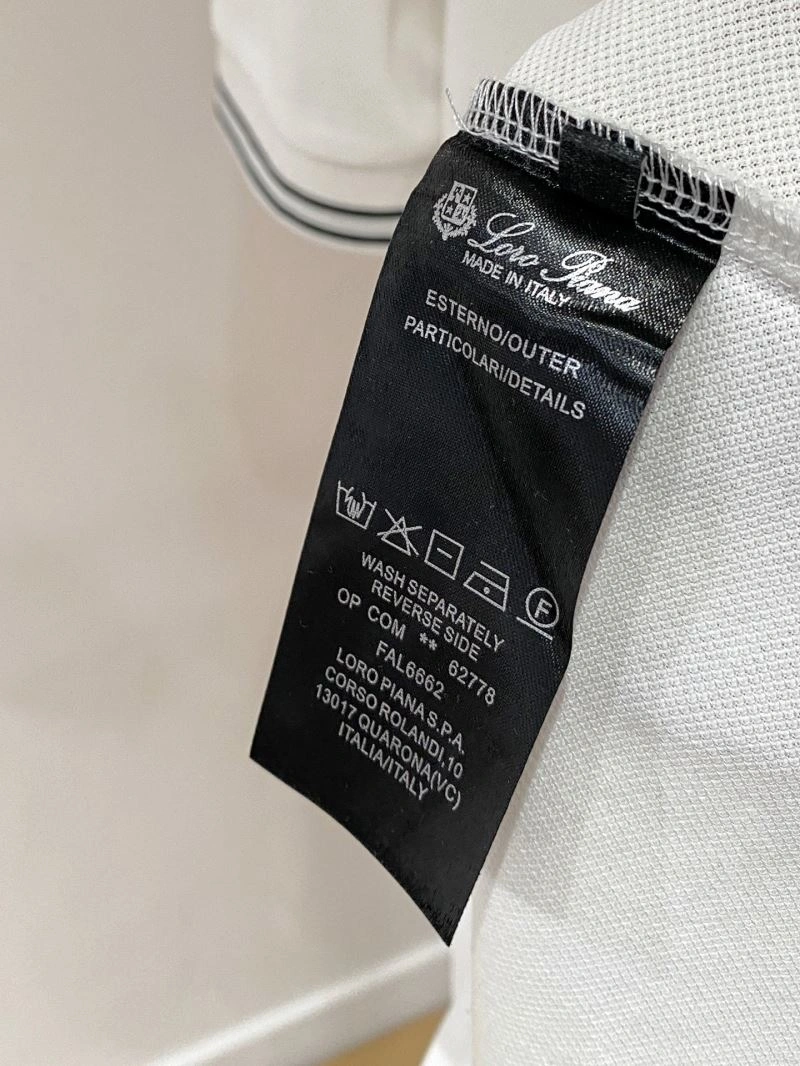 Loro Piana
MADE IN ITALY
ESTERNO/OUTER
PARTICOLARI/DETAILS
F
WASH SEPARATELY
REVERSE SIDE
OP COM ** 62778
FAL6662
LORO PIANA S.P.A.
CORSO ROLANDI,10
13017 QUARONA(VC)
ITALIA/ITALY